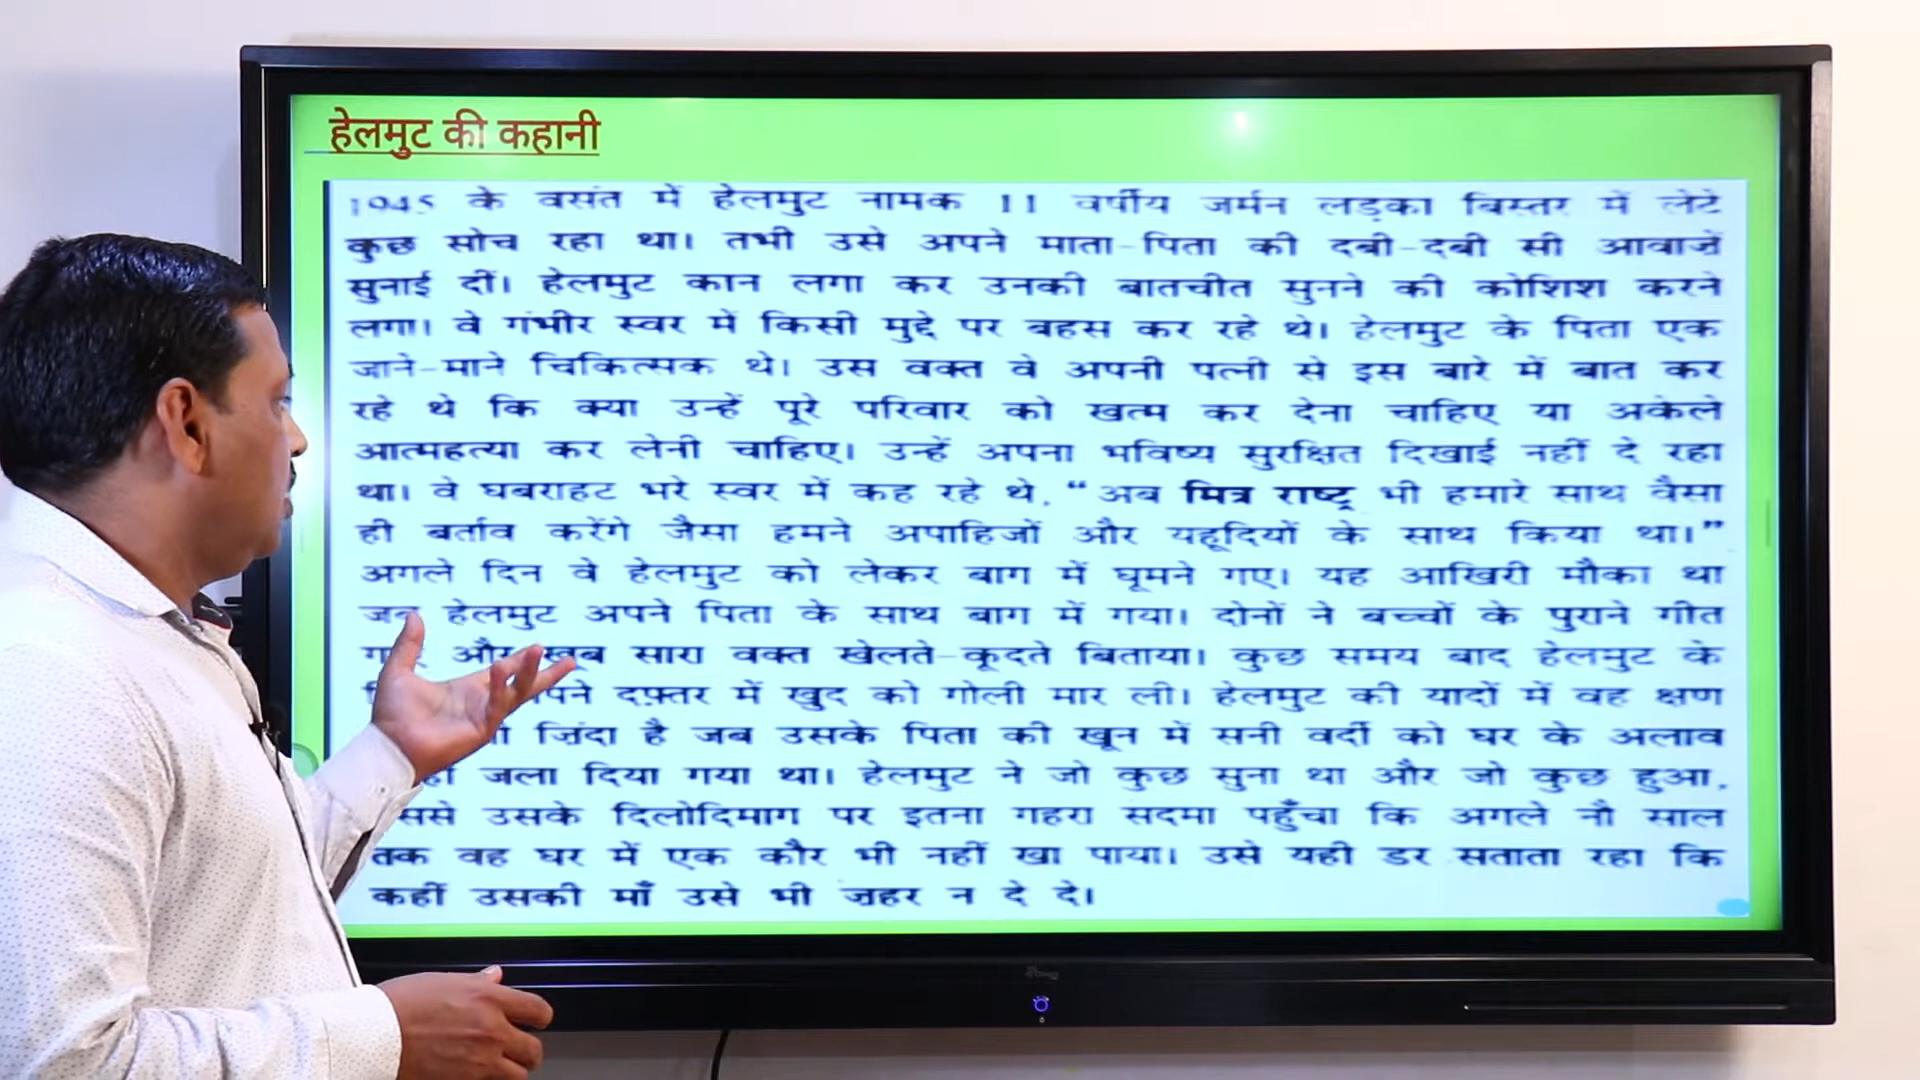 हेलमुट की कहानी
1945 के वसंत में हेलमुट नामक 11 वर्षीय जर्मन लड़का बिस्तर में लेटे
कुछ सोच रहा था। तभी उसे अपने माता-पिता की दबी-दबी सी आवाज़ें
सुनाई दीं। हेलमुट कान लगा कर उनकी बातचीत सुनने की कोशिश करने
लगा। वे गंभीर स्वर में किसी मुद्दे पर बहस कर रहे थे। हेलमुट के पिता एक
जाने-माने चिकित्सक थे। उस वक्त वे अपनी पत्नी से इस बारे में बात कर
रहे थे कि क्या उन्हें पूरे परिवार को खत्म कर देना चाहिए या अकेले
आत्महत्या कर लेनी चाहिए। उन्हें अपना भविष्य सुरक्षित दिखाई नहीं दे रहा
था। वे घबराहट भरे स्वर में कह रहे थे, “अब मित्र राष्ट्र भी हमारे साथ वैसा
ही बर्ताव करेंगे जैसा हमने अपाहिजों और यहूदियों के साथ किया था।”
अगले दिन वे हेलमुट को लेकर बाग में घूमने गए। यह आखिरी मौका था
जब हेलमुट अपने पिता के साथ बाग में गया। दोनों ने बच्चों के पुराने गीत
और खूब सारा वक्त खेलते-कूदते बिताया। कुछ समय बाद हेलमुट के
दफ़्तर में खुद को गोली मार ली। हेलमुट की यादों में वह क्षण
ज़िंदा है जब उसके पिता की खून में सनी वर्दी को घर के अलाव
जला दिया गया था। हेलमुट ने जो कुछ सुना था और जो कुछ हुआ,
उसके दिलोदिमाग पर इतना गहरा सदमा पहुँचा कि अगले नौ साल
तक वह घर में एक कौर भी नहीं खा पाया। उसे यही डर सताता रहा कि
कहीं उसकी माँ उसे भी ज़हर न दे दे।